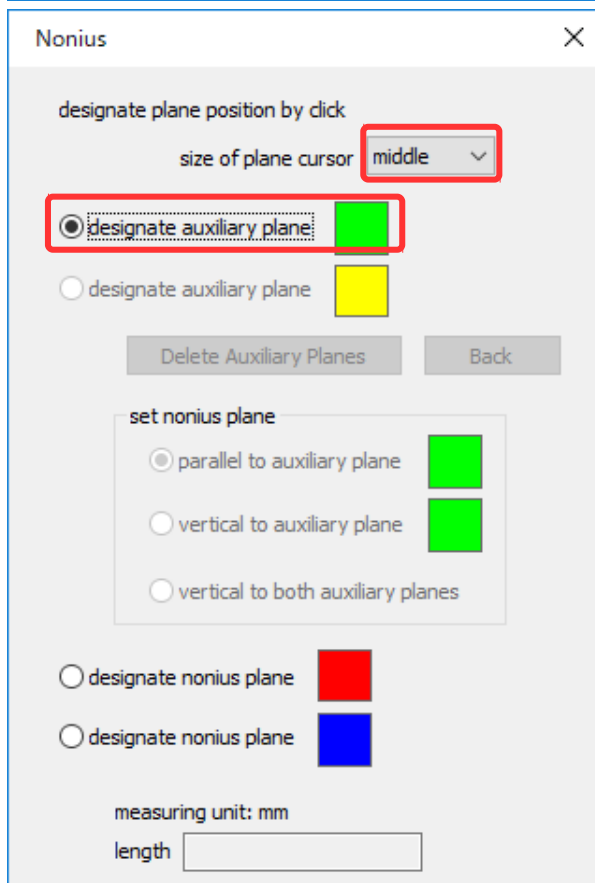 Nonius
designate plane position by click
size of plane cursor middle
designate auxiliary plane
designate auxiliary plane
Delete Auxiliary Planes Back
set nonius plane
parallel to auxiliary plane
vertical to auxiliary plane
vertical to both auxiliary planes
designate nonius plane
designate nonius plane
measuring unit: mm
length